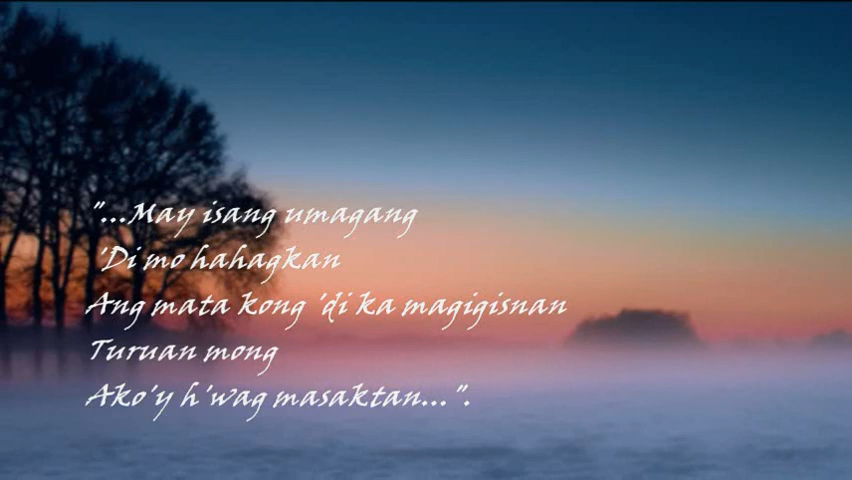 "...May isang umagang
'Di mo hahagkan
Ang mata kong 'di ka magigisnan
Turuan mong
Ako'y h'wag masaktan...".